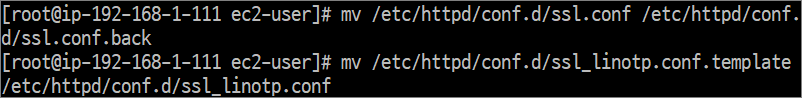 [root@ip-192-168-1-111 ec2-user]# mv /etc/httpd/conf.d/ssl.conf /etc/httpd/conf.
d/ssl.conf.back
[root@ip-192-168-1-111 ec2-user]# mv /etc/httpd/conf.d/ssl_linotp.conf.template
/etc/httpd/conf.d/ssl_linotp.conf